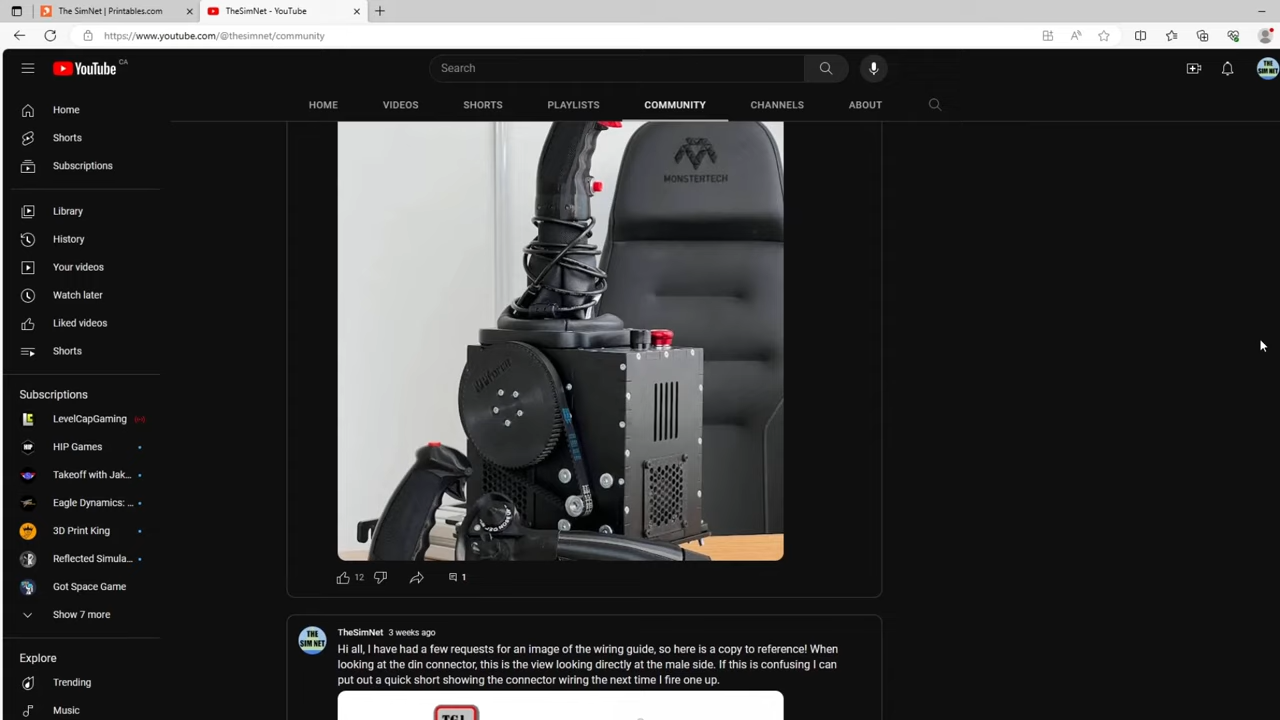 The SimNet | Printables.com
TheSimNet - YouTube
https://www.youtube.com/@thesimnet/community
YouTube CA
Search
THE SIM NET
HOME VIDEOS SHORTS PLAYLISTS COMMUNITY CHANNELS ABOUT
Home
Shorts
Subscriptions
Library
History
Your videos
Watch later
Liked videos
Shorts
Subscriptions
LevelCapGaming
HIP Games
Takeoff with Jak...
Eagle Dynamics: ...
3D Print King
Reflected Simula...
Got Space Game
Show 7 more
Explore
Trending
Music
MONSTERTECH
12
1
THE SIM NET
TheSimNet 3 weeks ago
Hi all, I have had a few requests for an image of the wiring guide, so here is a copy to reference! When
looking at the din connector, this is the view looking directly at the male side. If this is confusing I can
put out a quick short showing the connector wiring the next time I fire one up.